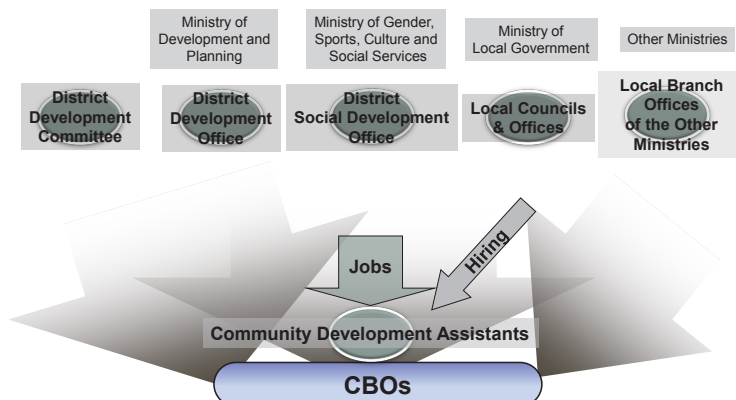 Ministry of
Development and
Planning
Ministry of Gender,
Sports, Culture and
Social Services
Ministry of
Local Government
Other Ministries
District
Development
Committee
District
Development
Office
District
Social Development
Office
Local Councils
& Offices
Local Branch
Offices
of the Other
Ministries
Jobs
Hiring
Community Development Assistants
CBOs